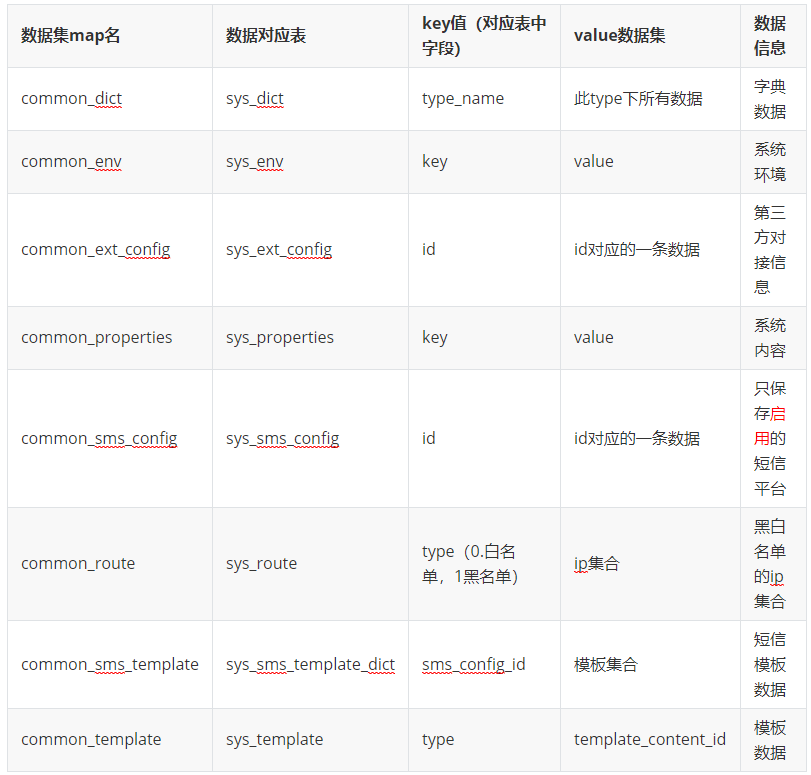 数据集map名 数据对应表 key值（对应表中 value数据集 数据
字段） 信息
common_dict sys_dict type_name 此type下所有数据 字典
数据
common_env sys_env key value 系统
环境
common_ext_config sys_ext_config id id对应的一条数据 第三
方对
接信
息
common_properties sys_properties key value 系统
内容
common_sms_config sys_sms_config id id对应的一条数据 只保
存启
用的
短信
平台
common_route sys_route type（0.白名 ip集合 黑白
单，1黑名单） 名单
的ip
集合
common_sms_template sys_sms_template_dict sms_config_id 模板集合 短信
模板
数据
common_template sys_template type template_content_id 模板
数据